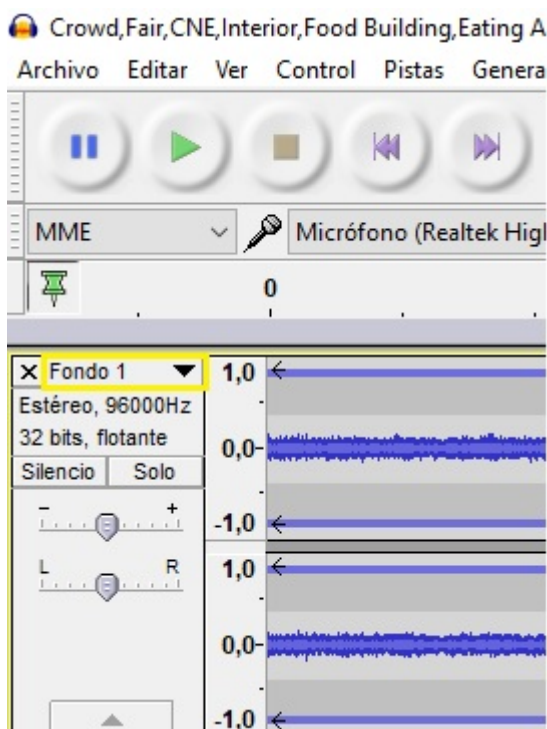 Crowd,Fair,CNE,Interior,Food Building,Eating A
Archivo Editar Ver Control Pistas Genera
MME Micrófono (Realtek Higl
0
X Fondo 1
Estéreo, 96000Hz
32 bits, flotante
Silencio Solo
- +
L R
1,0
0,0-
-1,0
1,0
0,0-
-1,0